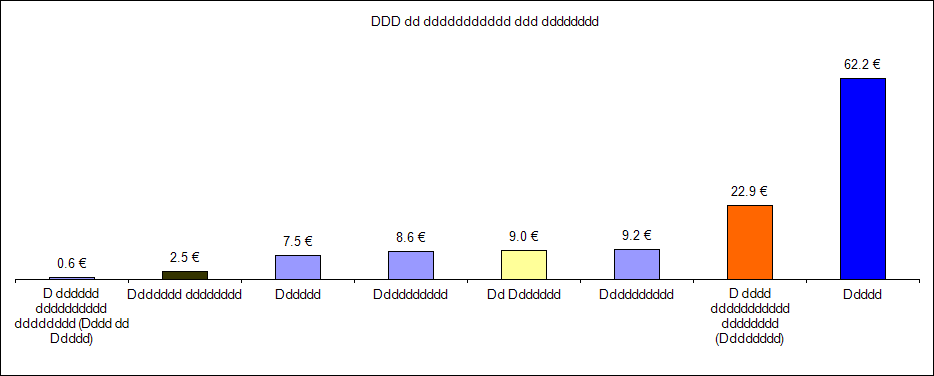 DDD dd ddddddddddd ddd dddddddd
62.2 €
22.9 €
9.2 €
9.0 €
8.6 €
7.5 €
2.5 €
0.6 €
D dddddd
dddddddddd
dddddddd (Dddd dd
Ddddd)
Ddddddd dddddddd
Dddddd
Dddddddddd
Dd Ddddddd
Dddddddddd
D dddd
ddddddddddd
dddddddd
(Dddddddd)
Ddddd